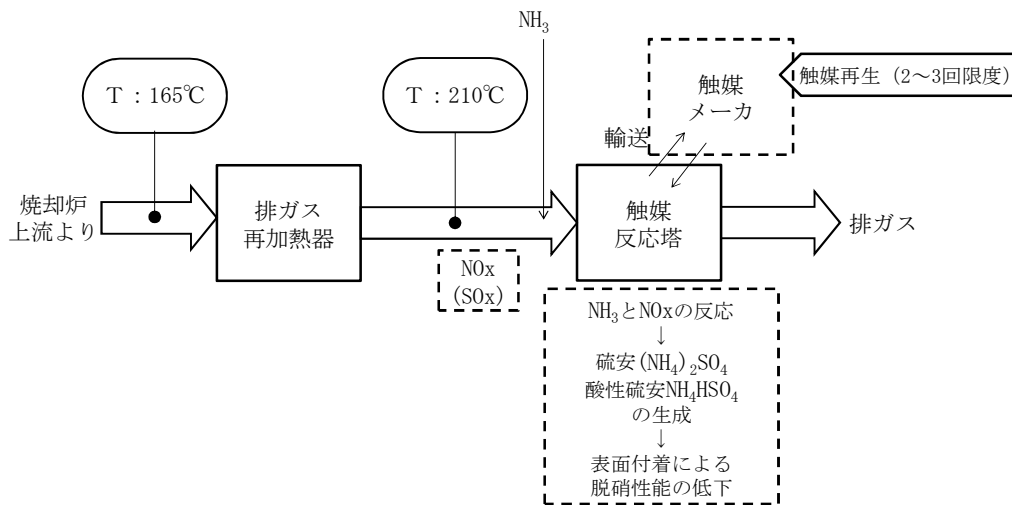 NH₃
T：165℃
T：210℃
触媒
メーカ
触媒再生（2～3回限度）
輸送
焼却炉
上流より
排ガス
再加熱器
触媒
反応塔
排ガス
NOx
(SOx)
NH₃とNOxの反応
↓
硫安(NH₄)₂SO₄
酸性硫安NH₄HSO₄
の生成
↓
表面付着による
脱硝性能の低下